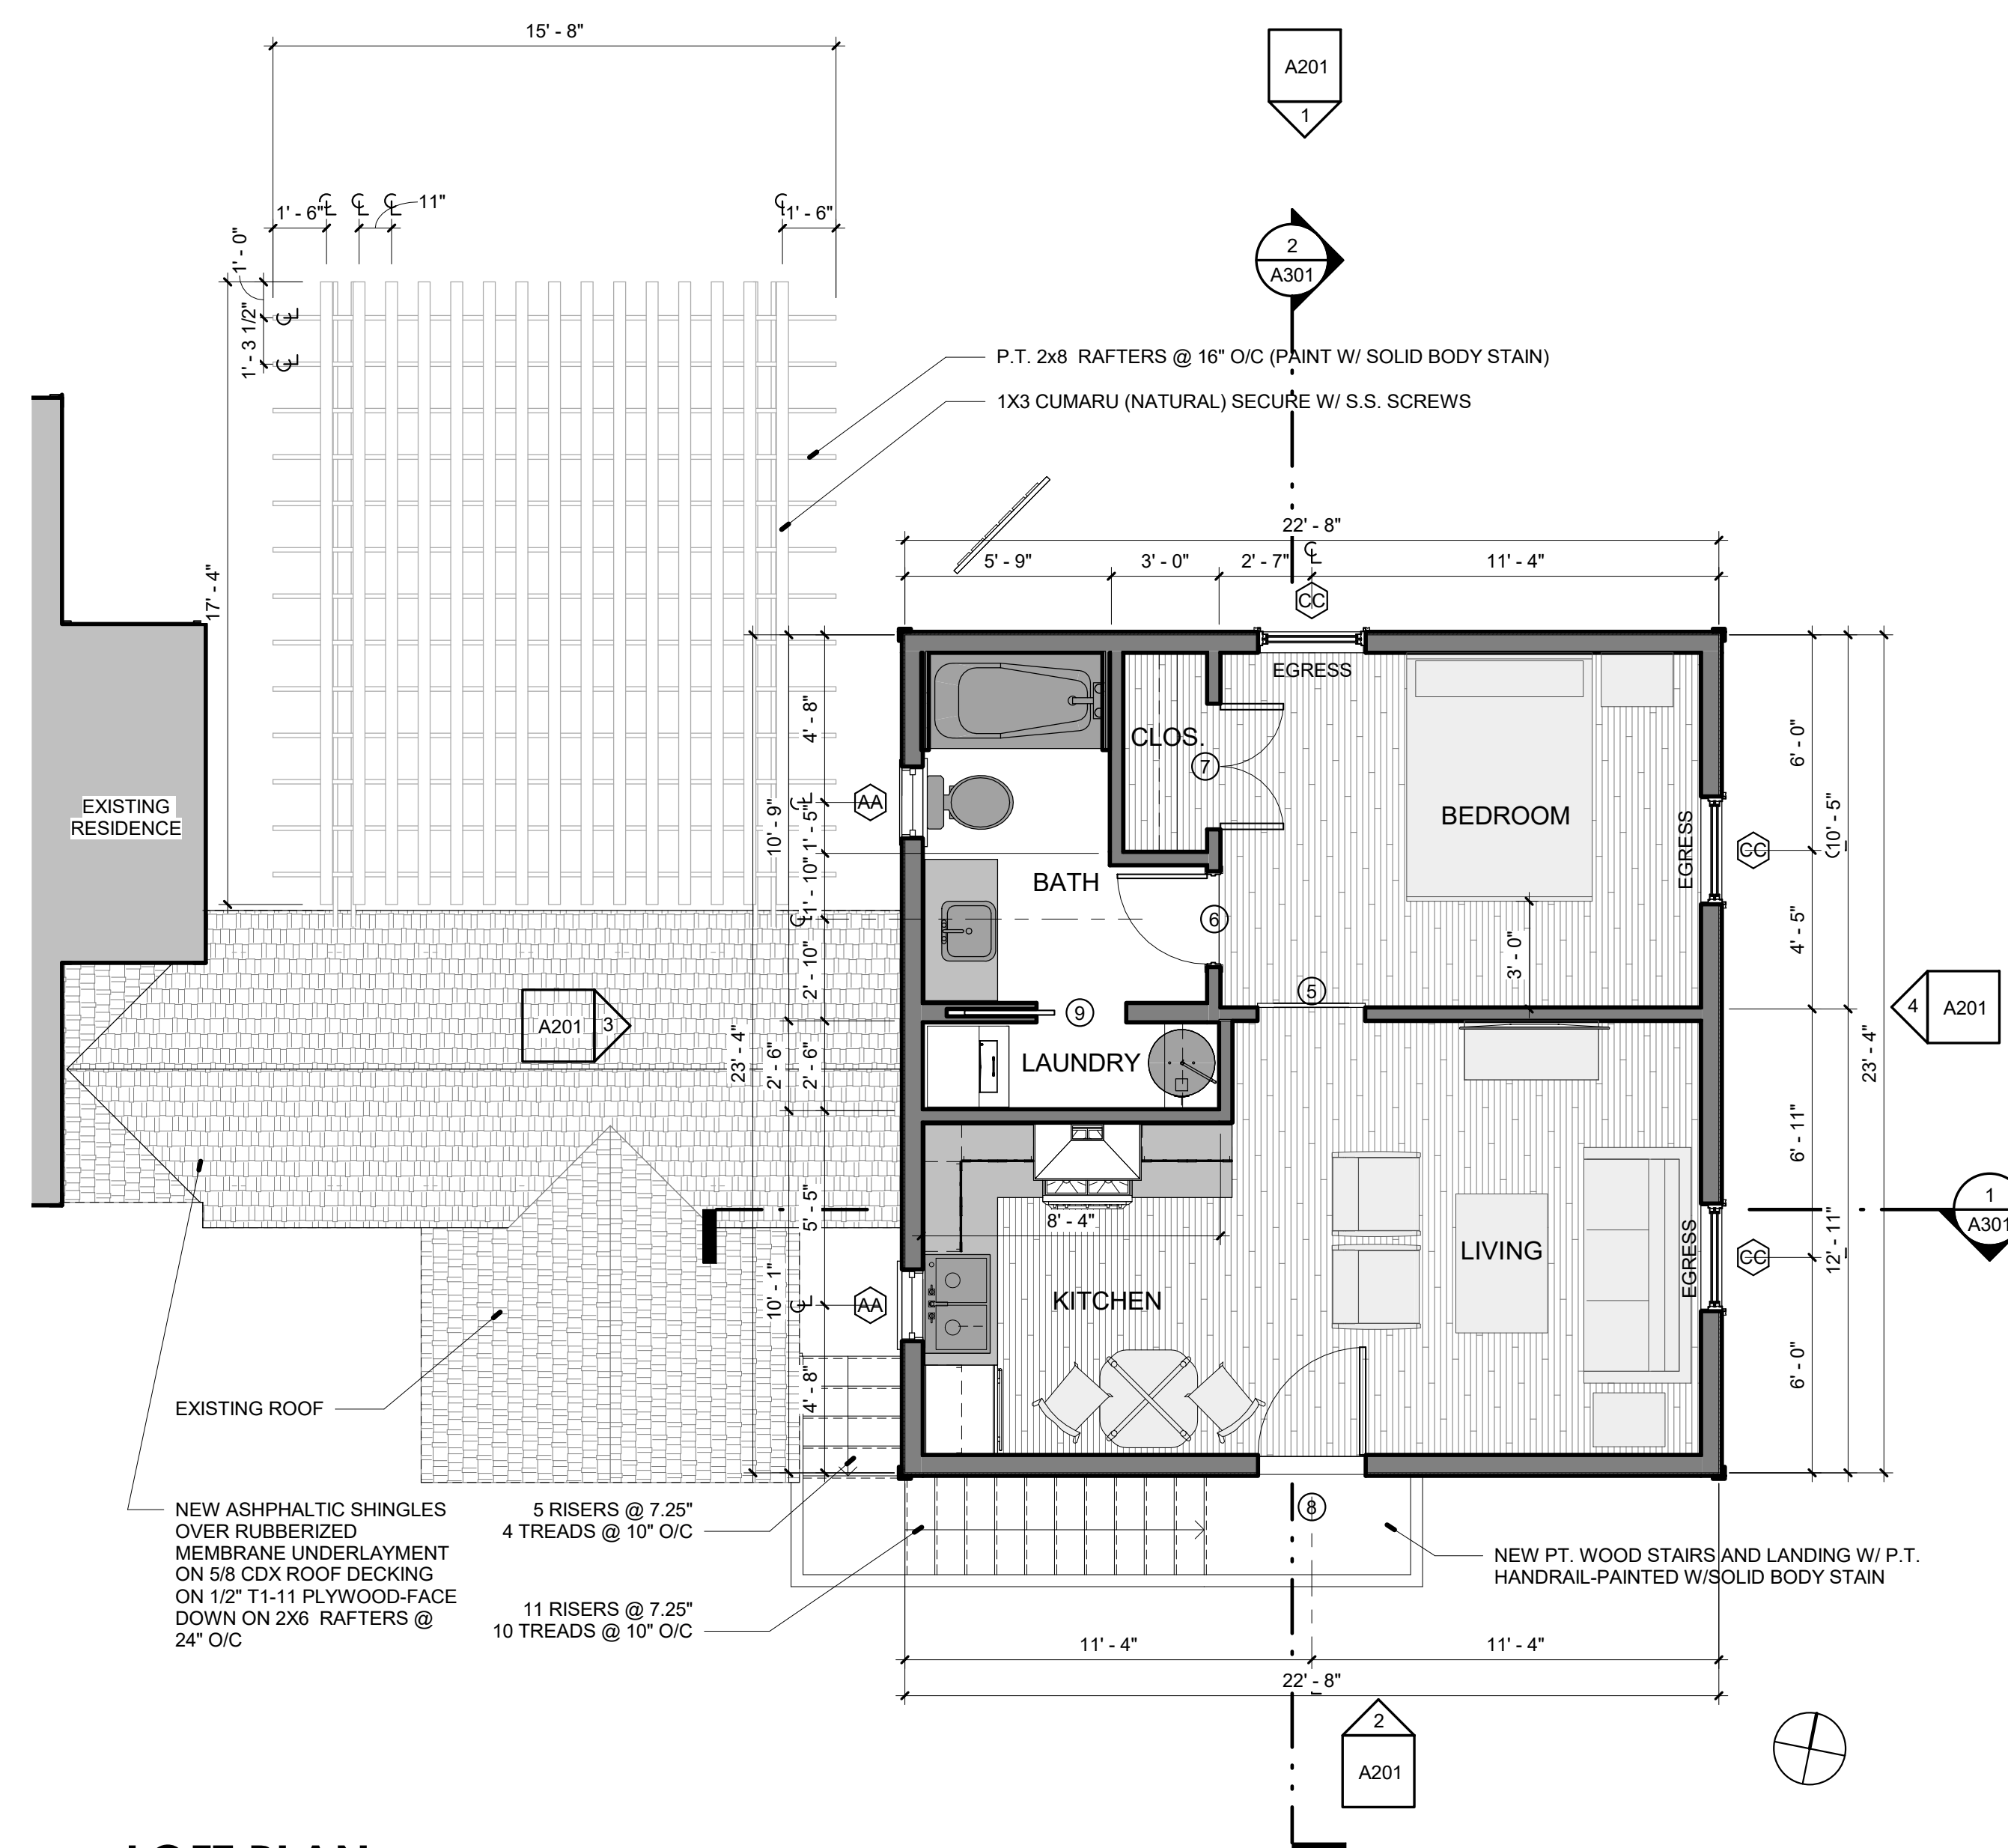 15' - 8"
A201
1
1' - 6"
11"
1' - 6"
1' - 0"
1' - 3 1/2"
2
A301
P.T. 2x8 RAFTERS @ 16" O/C (PAINT W/ SOLID BODY STAIN)
1X3 CUMARU (NATURAL) SECURE W/ S.S. SCREWS
22' - 8"
5' - 9"
3' - 0"
2' - 7"
11' - 4"
CC
17' - 4"
EGRESS
4' - 8"
CLOS.
7
6' - 0"
EXISTING
RESIDENCE
10' - 9"
1' - 5"
AA
BEDROOM
EGRESS
CC
10' - 5"
BATH
1' - 10"
6
3' - 0"
4' - 5"
2' - 10"
5
9
A201
3
4
A201
23' - 4"
2' - 6"
2' - 6"
LAUNDRY
23' - 4"
6' - 11"
5' - 5"
8' - 4"
1
A301
LIVING
EGRESS
CC
12' - 11"
10' - 1"
AA
KITCHEN
4' - 8"
6' - 0"
EXISTING ROOF
NEW ASHPHALTIC SHINGLES
OVER RUBBERIZED
MEMBRANE UNDERLAYMENT
ON 5/8 CDX ROOF DECKING
ON 1/2" T1-11 PLYWOOD-FACE
DOWN ON 2X6 RAFTERS @
24" O/C
5 RISERS @ 7.25"
4 TREADS @ 10" O/C
8
NEW PT. WOOD STAIRS AND LANDING W/ P.T.
HANDRAIL-PAINTED W/SOLID BODY STAIN
11 RISERS @ 7.25"
10 TREADS @ 10" O/C
11' - 4"
11' - 4"
22' - 8"
2
A201
LOFT PLAN